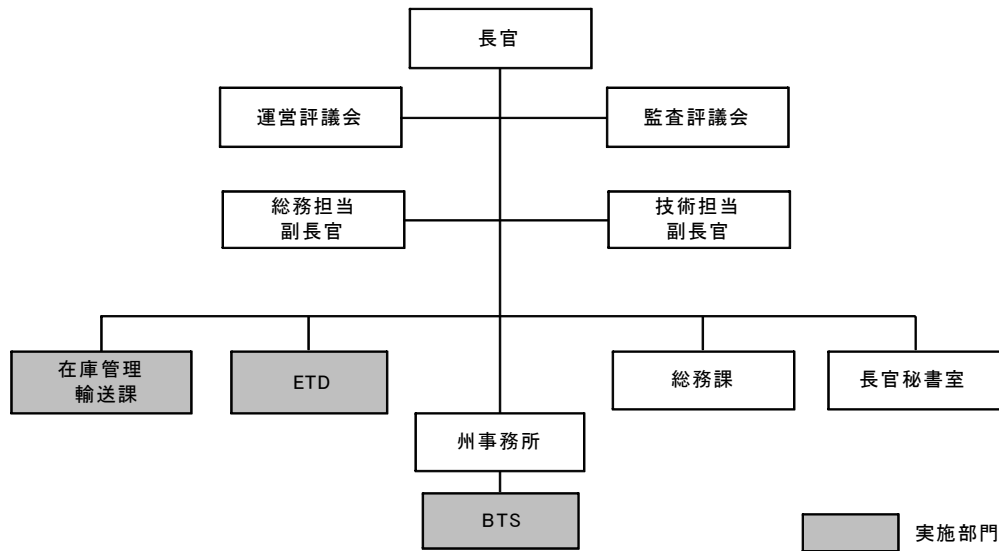 長官
運営評議会
監査評議会
総務担当
副長官
技術担当
副長官
在庫管理
輸送課
ETD
総務課
長官秘書室
州事務所
BTS
実施部門